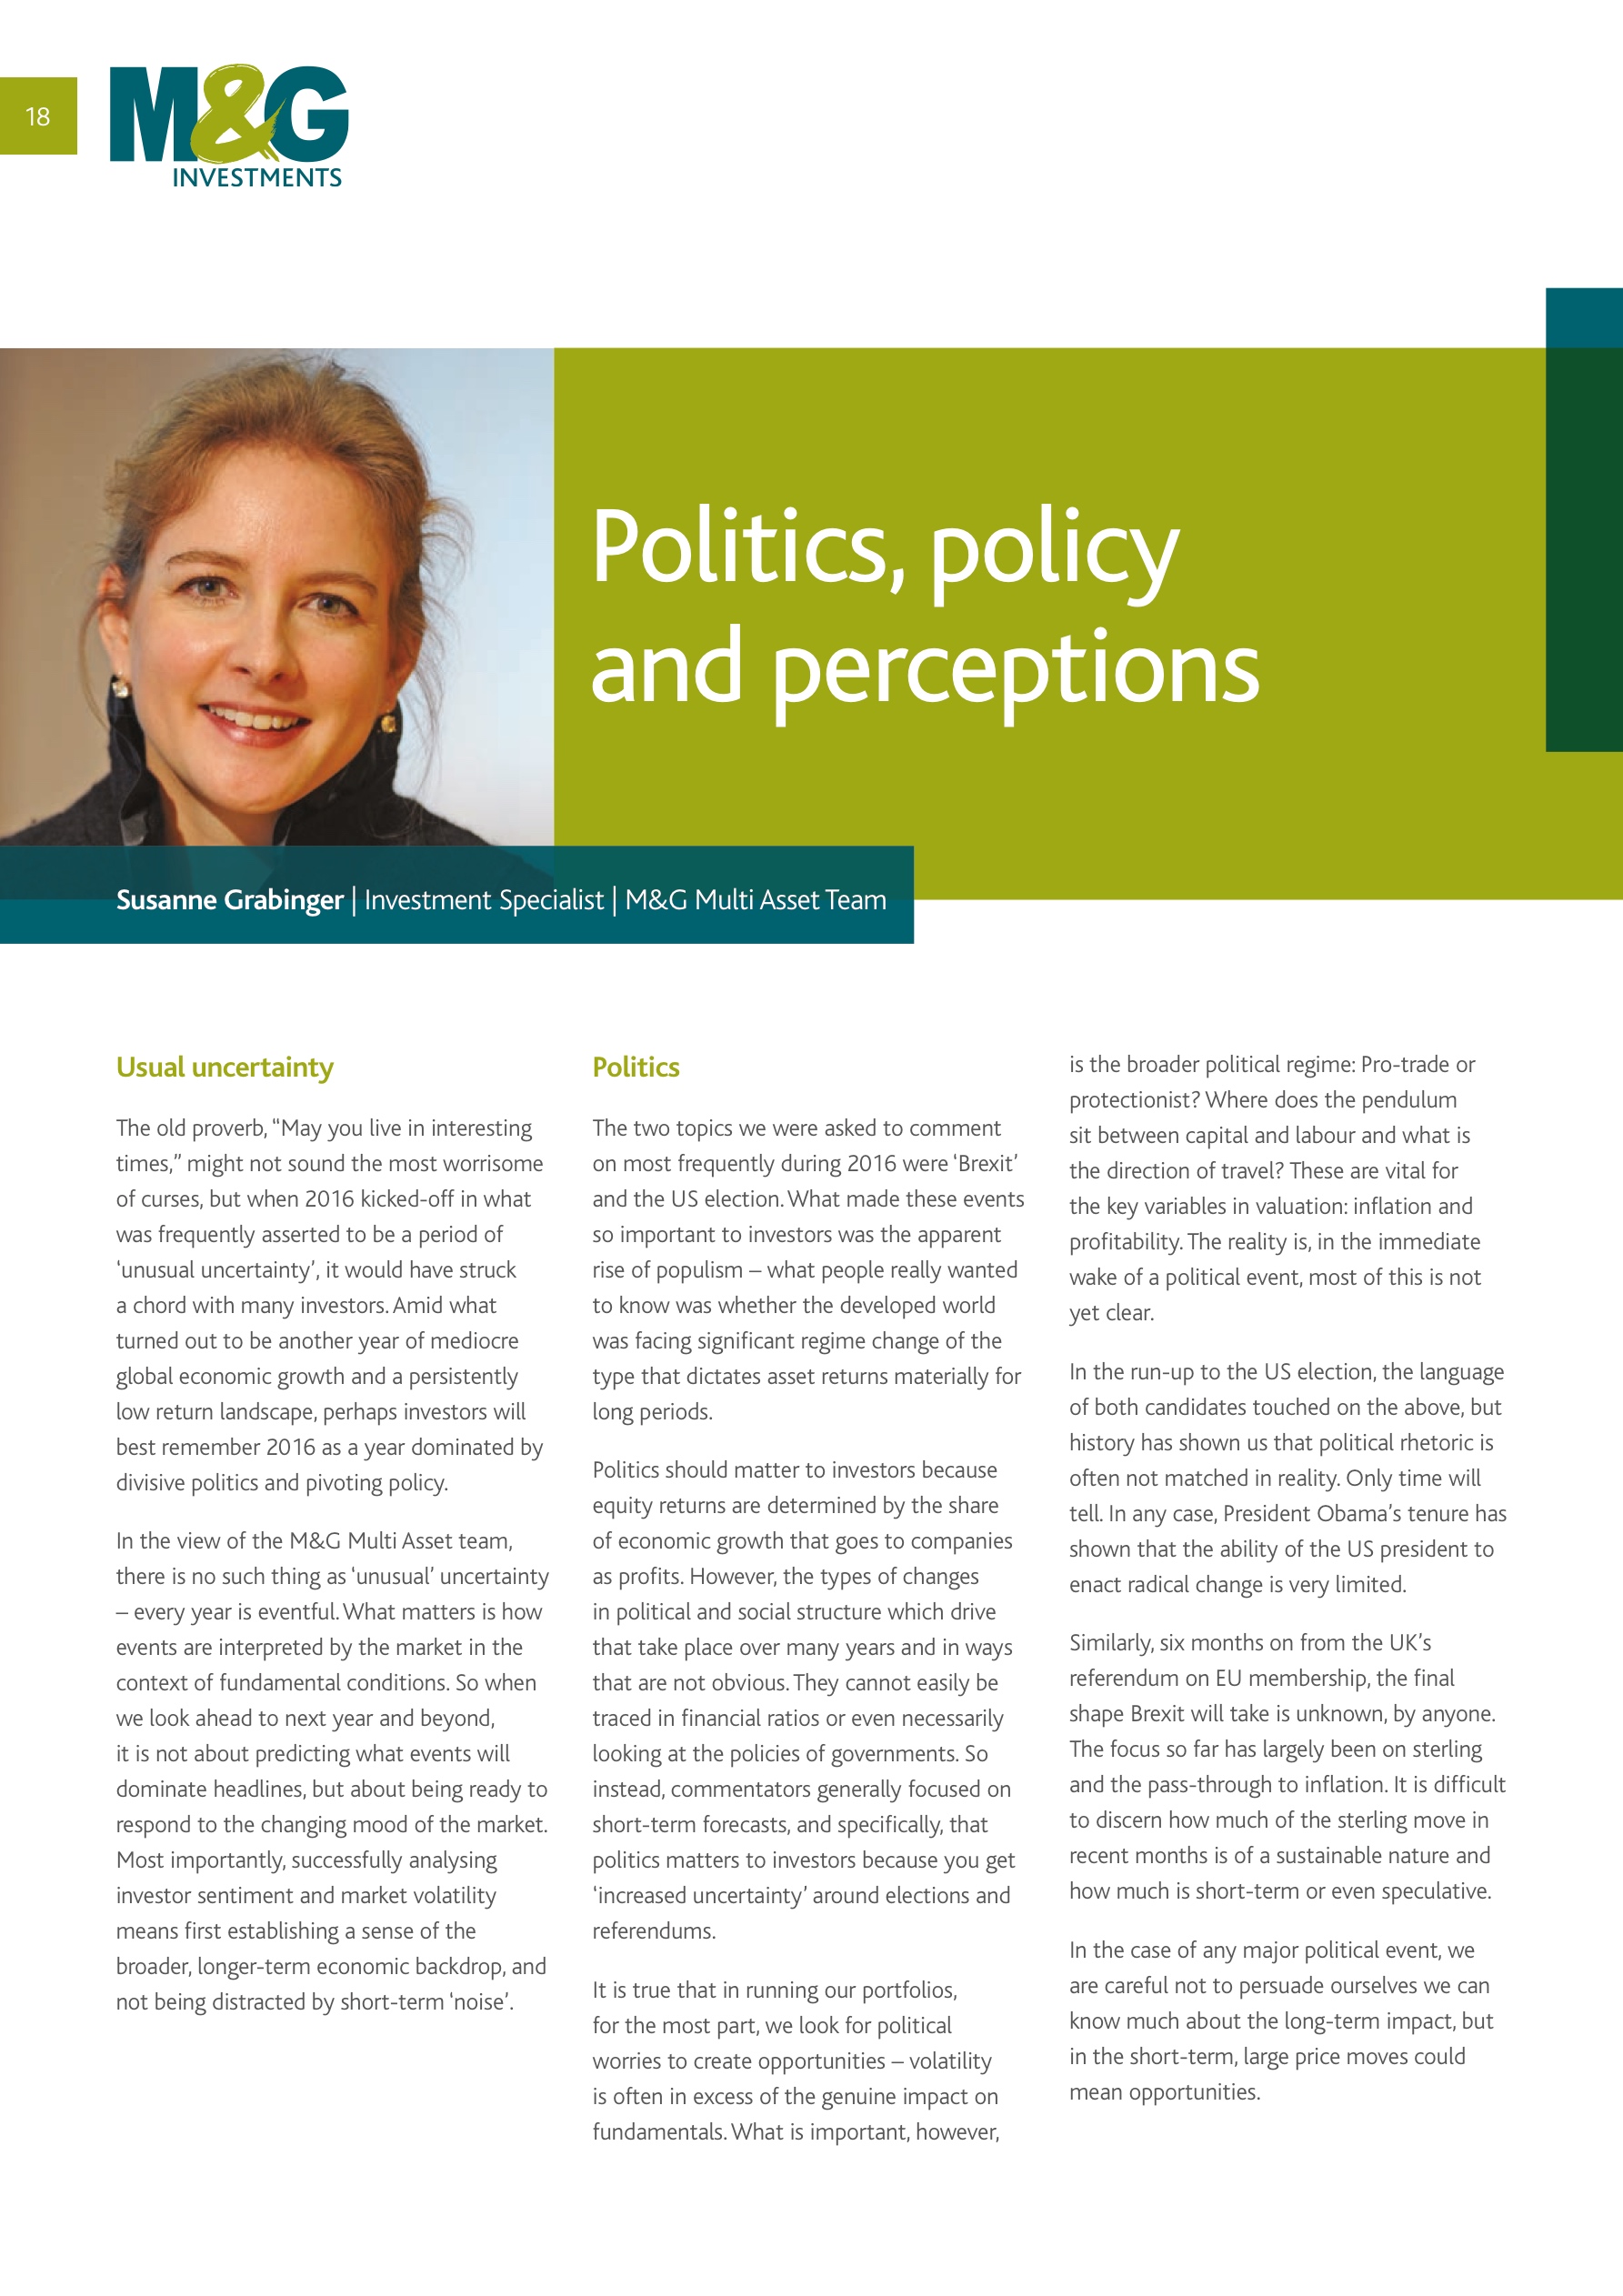 18
M&G
INVESTMENTS
Politics, policy
and perceptions
Susanne Grabinger | Investment Specialist | M&G Multi Asset Team
Usual uncertainty
The old proverb, “May you live in interesting
times,” might not sound the most worrisome
of curses, but when 2016 kicked-off in what
was frequently asserted to be a period of
‘unusual uncertainty’, it would have struck
a chord with many investors. Amid what
turned out to be another year of mediocre
global economic growth and a persistently
low return landscape, perhaps investors will
best remember 2016 as a year dominated by
divisive politics and pivoting policy.
In the view of the M&G Multi Asset team,
there is no such thing as ‘unusual’ uncertainty
– every year is eventful. What matters is how
events are interpreted by the market in the
context of fundamental conditions. So when
we look ahead to next year and beyond,
it is not about predicting what events will
dominate headlines, but about being ready to
respond to the changing mood of the market.
Most importantly, successfully analysing
investor sentiment and market volatility
means first establishing a sense of the
broader, longer-term economic backdrop, and
not being distracted by short-term ‘noise’.
Politics
The two topics we were asked to comment
on most frequently during 2016 were ‘Brexit’
and the US election. What made these events
so important to investors was the apparent
rise of populism – what people really wanted
to know was whether the developed world
was facing significant regime change of the
type that dictates asset returns materially for
long periods.
Politics should matter to investors because
equity returns are determined by the share
of economic growth that goes to companies
as profits. However, the types of changes
in political and social structure which drive
that take place over many years and in ways
that are not obvious. They cannot easily be
traced in financial ratios or even necessarily
looking at the policies of governments. So
instead, commentators generally focused on
short-term forecasts, and specifically, that
politics matters to investors because you get
‘increased uncertainty’ around elections and
referendums.
It is true that in running our portfolios,
for the most part, we look for political
worries to create opportunities – volatility
is often in excess of the genuine impact on
fundamentals. What is important, however,
is the broader political regime: Pro-trade or
protectionist? Where does the pendulum
sit between capital and labour and what is
the direction of travel? These are vital for
the key variables in valuation: inflation and
profitability. The reality is, in the immediate
wake of a political event, most of this is not
yet clear.
In the run-up to the US election, the language
of both candidates touched on the above, but
history has shown us that political rhetoric is
often not matched in reality. Only time will
tell. In any case, President Obama’s tenure has
shown that the ability of the US president to
enact radical change is very limited.
Similarly, six months on from the UK’s
referendum on EU membership, the final
shape Brexit will take is unknown, by anyone.
The focus so far has largely been on sterling
and the pass-through to inflation. It is difficult
to discern how much of the sterling move in
recent months is of a sustainable nature and
how much is short-term or even speculative.
In the case of any major political event, we
are careful not to persuade ourselves we can
know much about the long-term impact, but
in the short-term, large price moves could
mean opportunities.